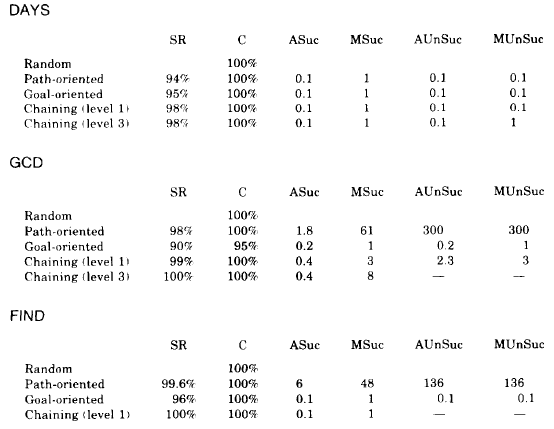 DAYS
SR C ASuc MSuc AUnSuc MUnSuc
Random 100%
Path-oriented 94% 100% 0.1 1 0.1 0.1
Goal-oriented 95% 100% 0.1 1 0.1 0.1
Chaining (level 1) 98% 100% 0.1 1 0.1 0.1
Chaining (level 3) 98% 100% 0.1 1 0.1 1
GCD
SR C ASuc MSuc AUnSuc MUnSuc
Random 100%
Path-oriented 98% 100% 1.8 61 300 300
Goal-oriented 90% 95% 0.2 1 0.2 1
Chaining (level 1) 99% 100% 0.4 3 2.3 3
Chaining (level 3) 100% 100% 0.4 8 — —
FIND
SR C ASuc MSuc AUnSuc MUnSuc
Random 100%
Path-oriented 99.6% 100% 6 48 136 136
Goal-oriented 96% 100% 0.1 1 0.1 0.1
Chaining (level 1) 100% 100% 0.1 1 — —